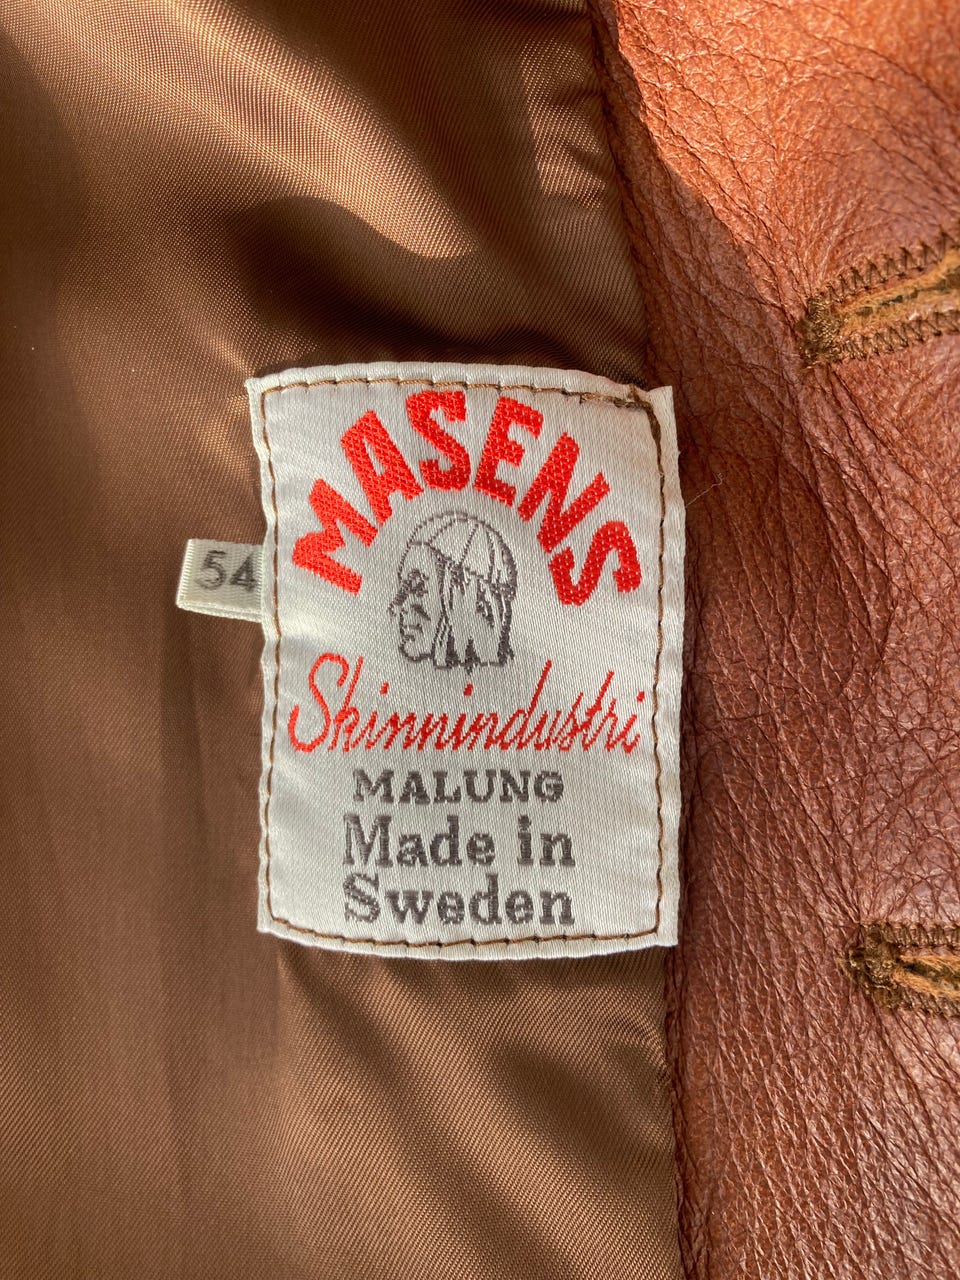 MASENS
54
Skinnindustri
MALUNG
Made in
Sweden